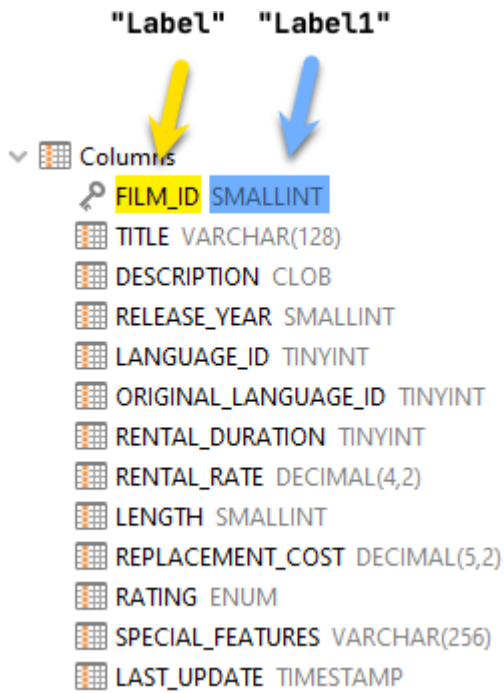 "Label" "Label1"
Columns
FILM_ID SMALLINT
TITLE VARCHAR(128)
DESCRIPTION CLOB
RELEASE_YEAR SMALLINT
LANGUAGE_ID TINYINT
ORIGINAL_LANGUAGE_ID TINYINT
RENTAL_DURATION TINYINT
RENTAL_RATE DECIMAL(4,2)
LENGTH SMALLINT
REPLACEMENT_COST DECIMAL(5,2)
RATING ENUM
SPECIAL_FEATURES VARCHAR(256)
LAST_UPDATE TIMESTAMP